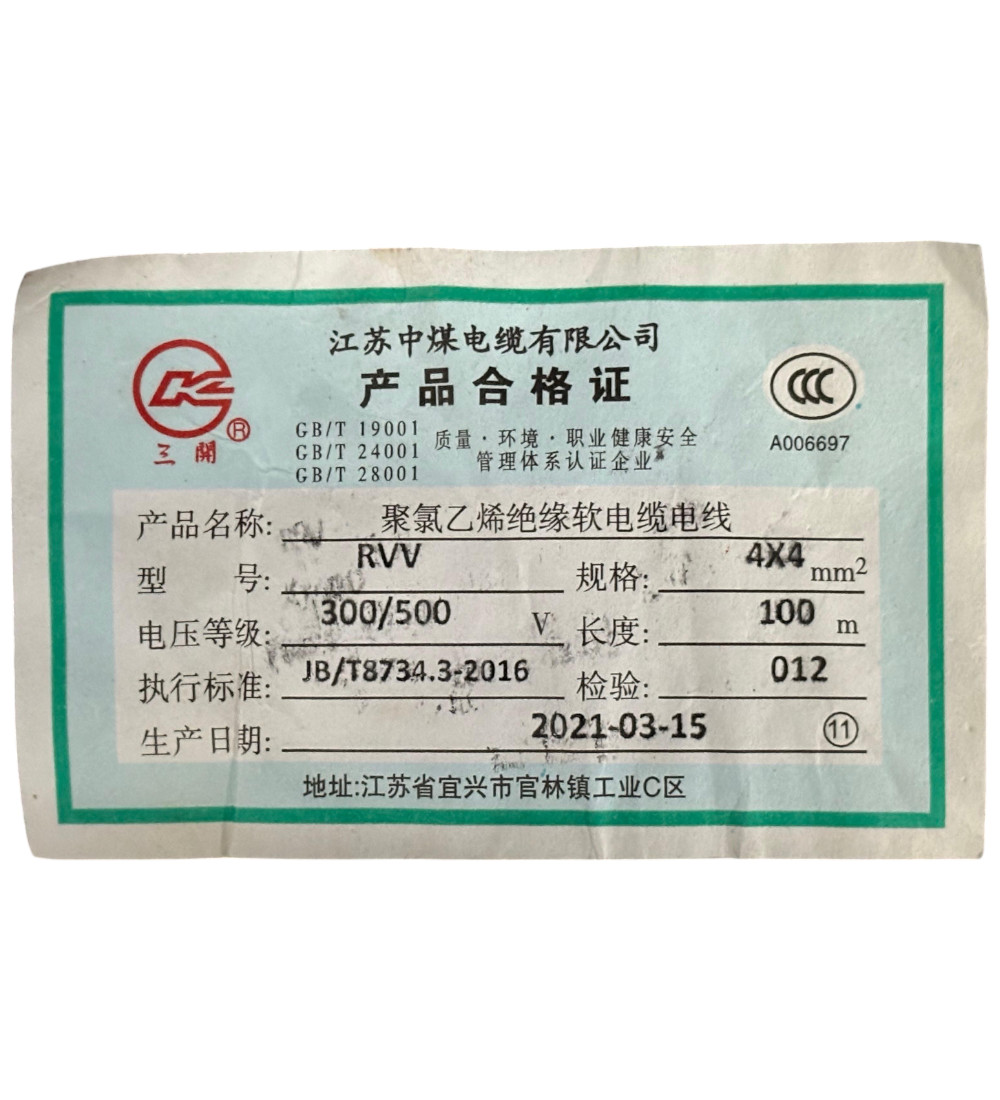 江苏中煤电缆有限公司
产品合格证
CCC
A006697
三開 ®
GB/T 19001
GB/T 24001
GB/T 28001
质量·环境·职业健康安全
管理体系认证企业
产品名称: 聚氯乙烯绝缘软电缆电线
型 号: RVV 规格: 4X4 mm²
电压等级: 300/500 V 长度: 100 m
执行标准: JB/T8734.3-2016 检验: 012
生产日期: 2021-03-15 ⑪
地址:江苏省宜兴市官林镇工业C区